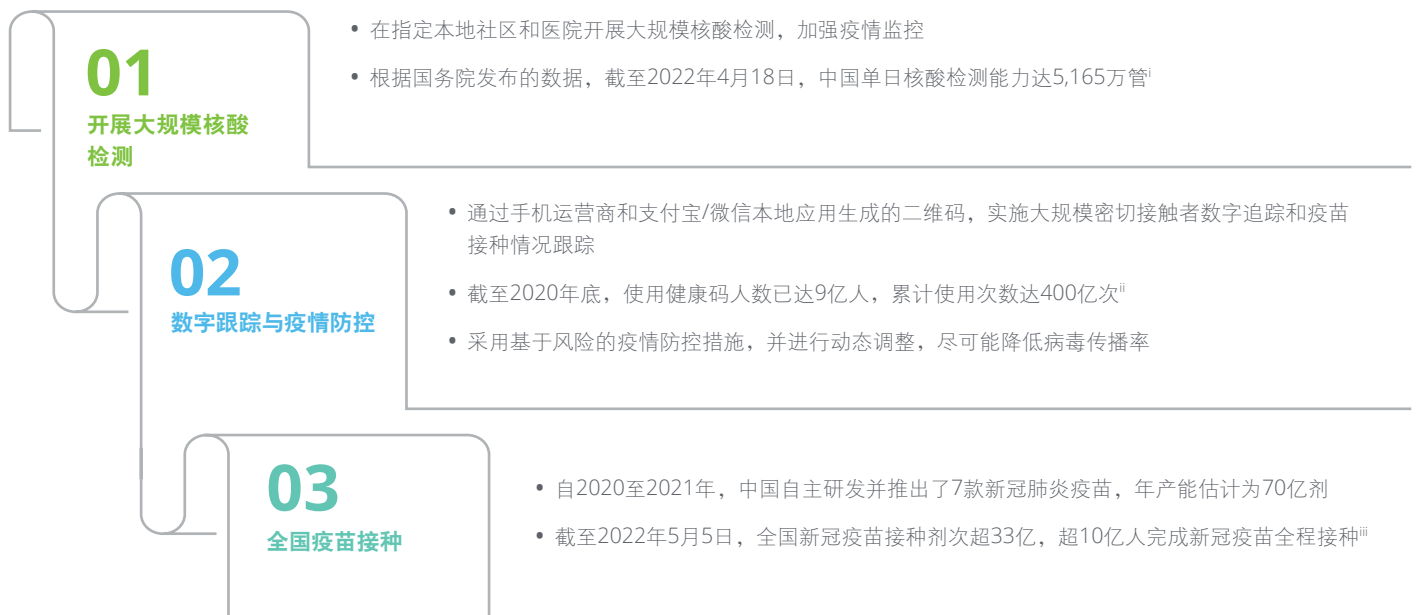 01
开展大规模核酸
检测
• 在指定本地社区和医院开展大规模核酸检测，加强疫情监控
• 根据国务院发布的数据，截至2022年4月18日，中国单日核酸检测能力达5,165万管i
02
数字跟踪与疫情防控
• 通过手机运营商和支付宝/微信本地应用生成的二维码，实施大规模密切接触者数字追踪和疫苗
接种情况跟踪
• 截至2020年底，使用健康码人数已达9亿人，累计使用次数达400亿次ii
• 采用基于风险的疫情防控措施，并进行动态调整，尽可能降低病毒传播率
03
全国疫苗接种
• 自2020至2021年，中国自主研发并推出了7款新冠肺炎疫苗，年产能估计为70亿剂
• 截至2022年5月5日，全国新冠疫苗接种剂次超33亿，超10亿人完成新冠疫苗全程接种iii